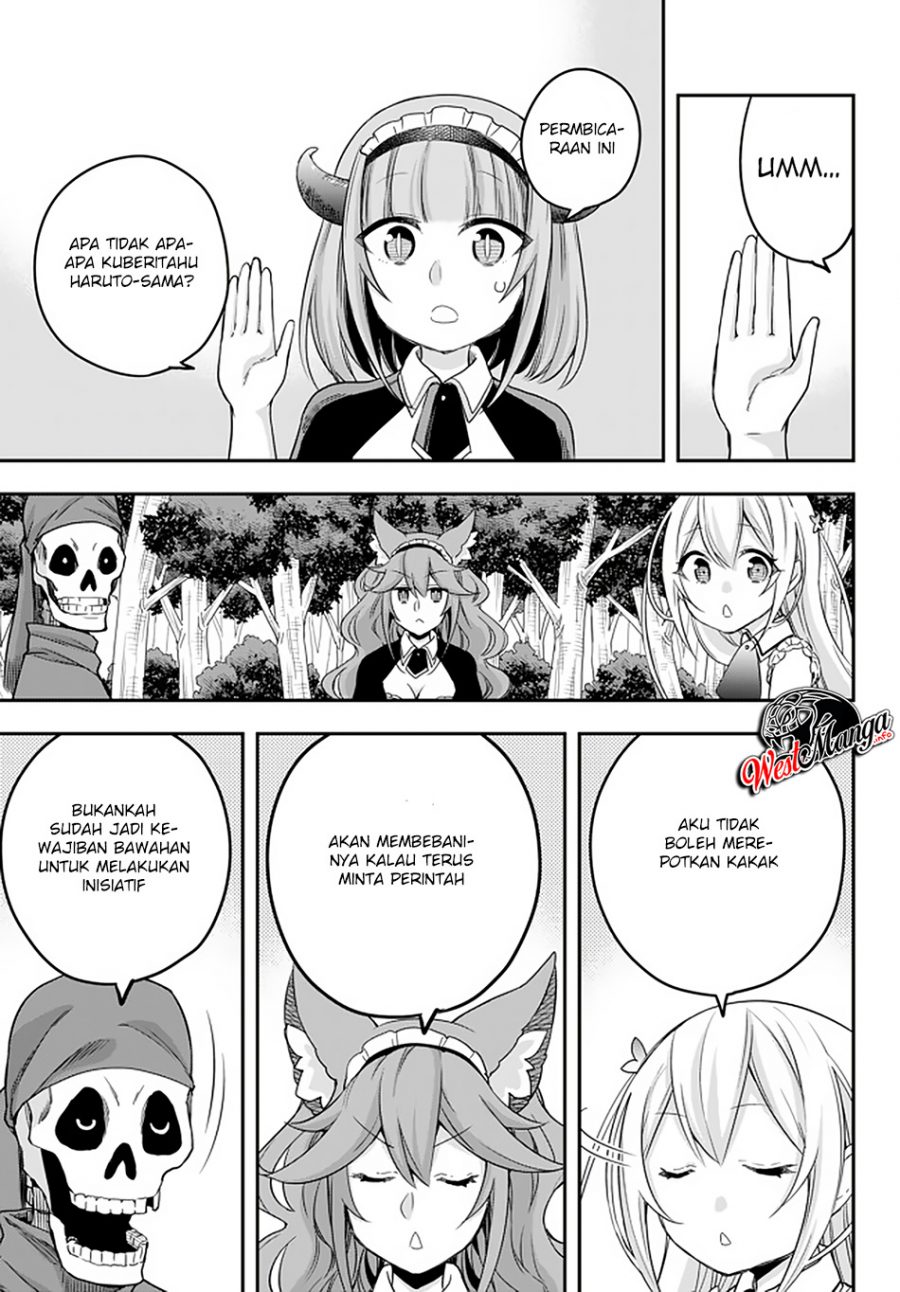 UMM...
PERMBICA-
RAAN INI
APA TIDAK APA-
APA KUBERITAHU
HARUTO-SAMA?
WestManga
.info
AKU TIDAK
BOLEH MERE-
POTKAN KAKAK
AKAN MEMBEBANI-
NYA KALAU TERUS
MINTA PERINTAH
BUKANKAH
SUDAH JADI KE-
WAJIBAN BAWAHAN
UNTUK MELAKUKAN
INISIATIF